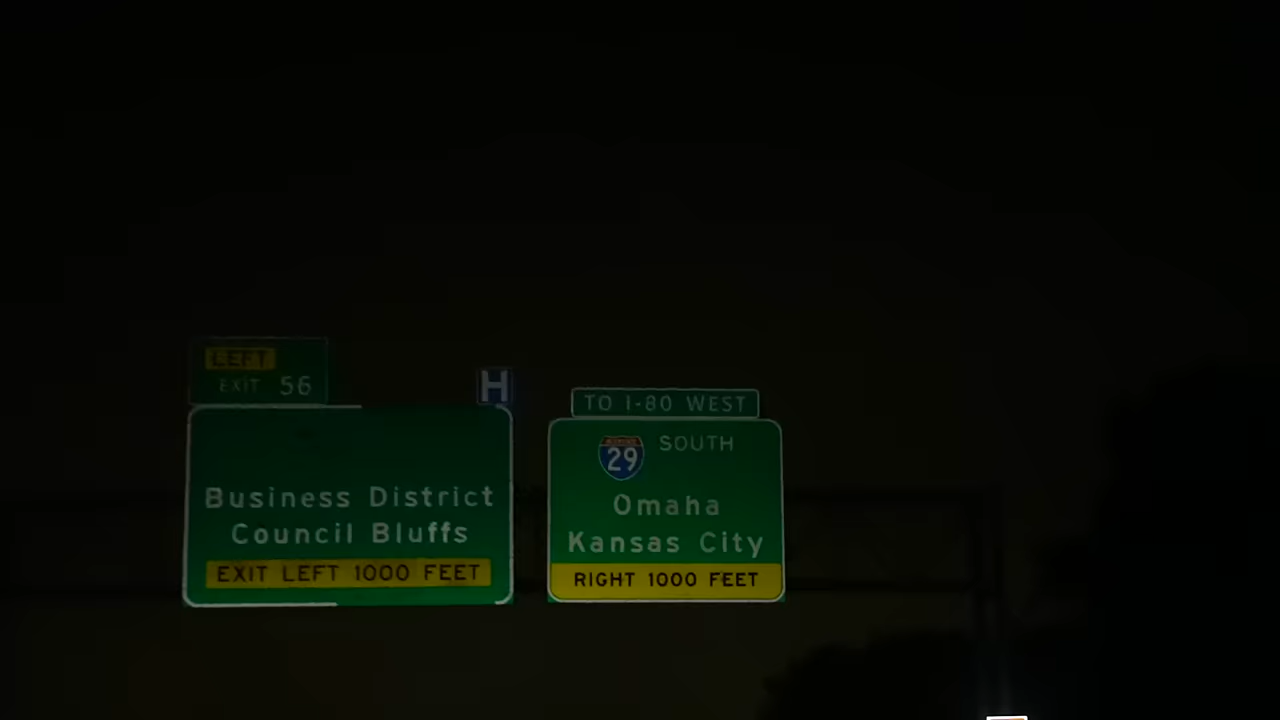 LEFT
EXIT 56
H
Business District
Council Bluffs
EXIT LEFT 1000 FEET
TO I-80 WEST
29 SOUTH
Omaha
Kansas City
RIGHT 1000 FEET